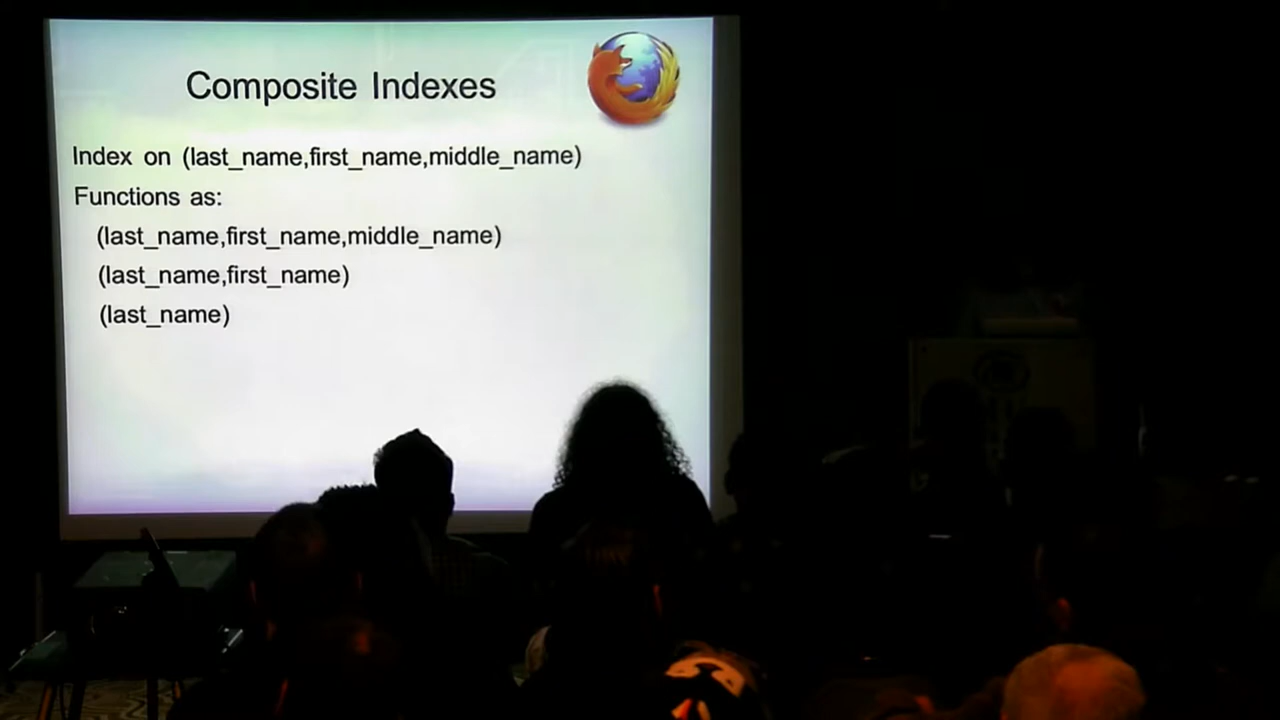 Composite Indexes
Index on (last_name,first_name,middle_name)
Functions as:
(last_name,first_name,middle_name)
(last_name,first_name)
(last_name)